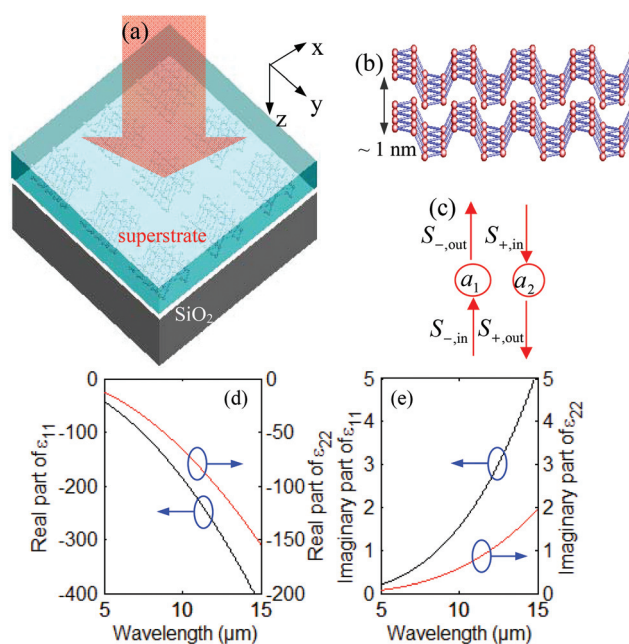 (a)
x
y
z
superstrate
SiO₂
(b)
~ 1 nm
(c)
S₋,out S₊,in
a₁ a₂
S₋,in S₊,out
(d)
Real part of ε₁₁
0
-100
-200
-300
-400
0
-50
-100
-150
-200
Real part of ε₂₂
5 10 15
Wavelength (μm)
(e)
Imaginary part of ε₁₁
5
4
3
2
1
0
5
4
3
2
1
0
Imaginary part of ε₂₂
5 10 15
Wavelength (μm)